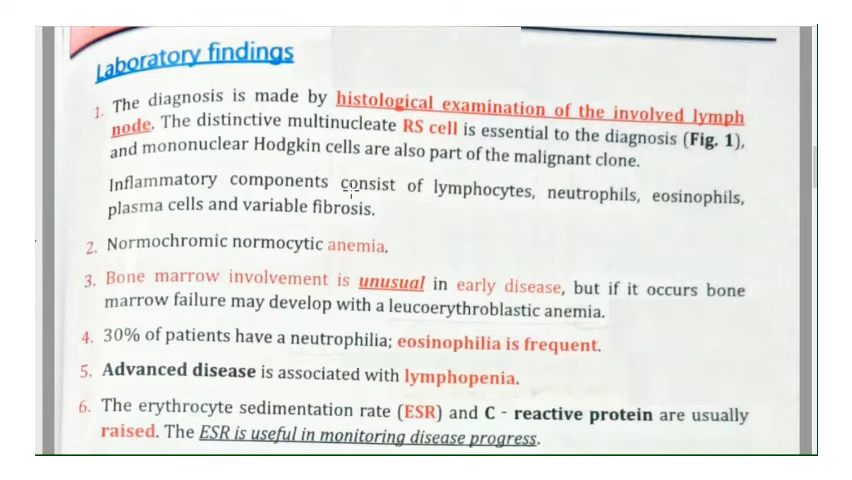 Laboratory findings
1. The diagnosis is made by histological examination of the involved lymph
node. The distinctive multinucleate RS cell is essential to the diagnosis (Fig. 1),
and mononuclear Hodgkin cells are also part of the malignant clone.
Inflammatory components consist of lymphocytes, neutrophils, eosinophils,
plasma cells and variable fibrosis.
2. Normochromic normocytic anemia.
3. Bone marrow involvement is unusual in early disease, but if it occurs bone
marrow failure may develop with a leucoerythroblastic anemia.
4. 30% of patients have a neutrophilia; eosinophilia is frequent.
5. Advanced disease is associated with lymphopenia.
6. The erythrocyte sedimentation rate (ESR) and C - reactive protein are usually
raised. The ESR is useful in monitoring disease progress.